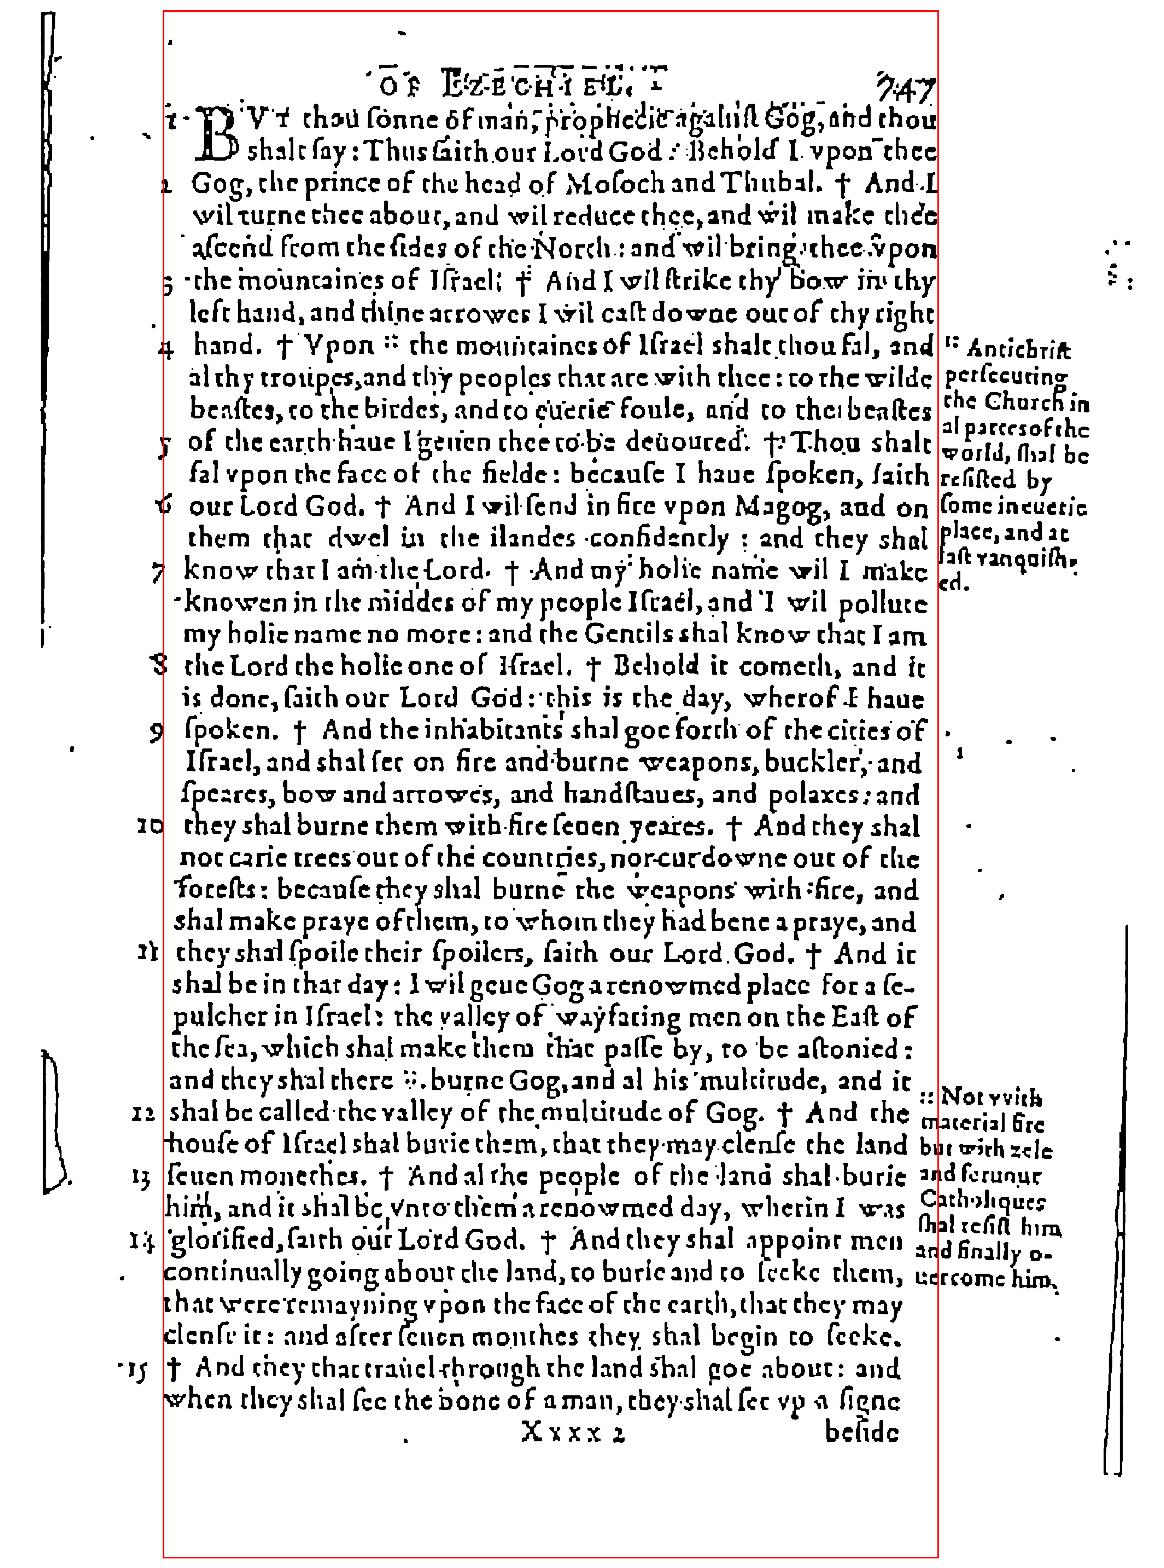 OF EZECHIEL. 747
1 BVt thou sonne of man, prophecie against Gog, and thou
shalt say: Thus saith our Lord God: Behold I vpon thee
2 Gog, the prince of the head of Mosoch and Thubal. † And I
wil turne thee about, and wil reduce thee, and wil make thee
ascend from the sides of the North: and wil bring thee vpon
3 the mountaines of Israel: † And I wil strike thy bow in thy
left hand, and thine arrowes I wil cast downe out of thy right
4 hand. † Vpon :: the mountaines of Israel shalt thou fal, and
al thy troupes, and thy peoples that are with thee: to the wilde
beastes, to the birdes, and to euerie foule, and to the beastes
5 of the earth haue I geuen thee to be deuoured. † Thou shalt
fal vpon the face of the fielde: because I haue spoken, saith
6 our Lord God. † And I wil send in fire vpon Magog, and on
them that dwel in the ilandes confidently: and they shal
7 know that I am the Lord. † And my holie name wil I make
knowen in the middes of my people Israel, and I wil pollute
my holie name no more: and the Gentils shal know that I am
8 the Lord the holie one of Israel. † Behold it cometh, and it
is done, saith our Lord God: this is the day, wherof I haue
9 spoken. † And the inhabitants shal goe forth of the cities of
Israel, and shal set on fire and burne weapons, buckler, and
speares, bow and arrowes, and handstaues, and polaxes: and
10 they shal burne them with fire seuen yeares. † And they shal
not carie trees out of the countries, nor cut downe out of the
forests: because they shal burne the weapons with fire, and
shal make praye of them, to whom they had bene a praye, and
11 they shal spoile their spoilers, saith our Lord God. † And it
shal be in that day: I wil geue Gog a renowmed place for a se-
pulcher in Israel: the valley of wayfaring men on the East of
the sea, which shal make them that passe by, to be astonied:
and they shal there :: burne Gog, and al his multitude, and it
12 shal be called the valley of the multitude of Gog. † And the
house of Israel shal burie them, that they may clense the land
13 seuen monethes. † And al the people of the land shal burie
him, and it shal be vnto them a renowmed day, wherin I was
14 glorified, saith our Lord God. † And they shal appoint men
continually going about the land, to burie and to seeke them,
that were remayning vpon the face of the earth, that they may
clense it: and after seuen monthes they shal begin to seeke.
15 † And they that trauel through the land shal goe about: and
when they shal see the bone of a man, they shal set vp a signe
Xxxx 2 beside
:: Antichrist
persecuting
the Church in
al partes of the
world, shal be
resisted by
some in euerie
place, and at
last vanquish-
ed.
:: Not vvith
material fire
but with zele
and feruour
Catholiques
shal resist him
and finally o-
uercome him.